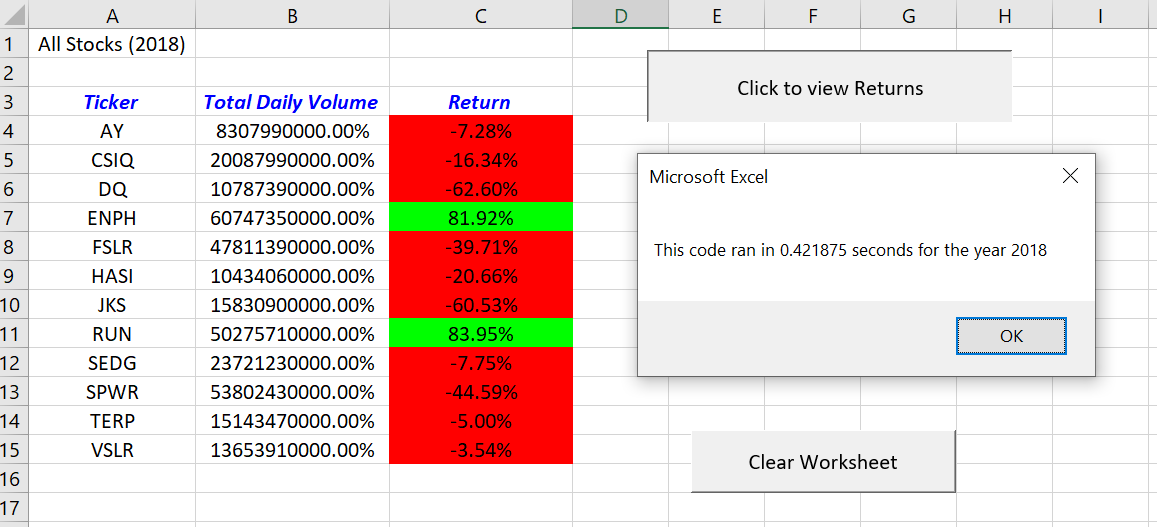 A B C D E F G H I
1 All Stocks (2018)
2
3 Ticker Total Daily Volume Return
4 AY 8307990000.00% -7.28%
5 CSIQ 20087990000.00% -16.34%
6 DQ 10787390000.00% -62.60%
7 ENPH 60747350000.00% 81.92%
8 FSLR 47811390000.00% -39.71%
9 HASI 10434060000.00% -20.66%
10 JKS 15830900000.00% -60.53%
11 RUN 50275710000.00% 83.95%
12 SEDG 23721230000.00% -7.75%
13 SPWR 53802430000.00% -44.59%
14 TERP 15143470000.00% -5.00%
15 VSLR 13653910000.00% -3.54%
16
17
Click to view Returns
Microsoft Excel
This code ran in 0.421875 seconds for the year 2018
OK
Clear Worksheet